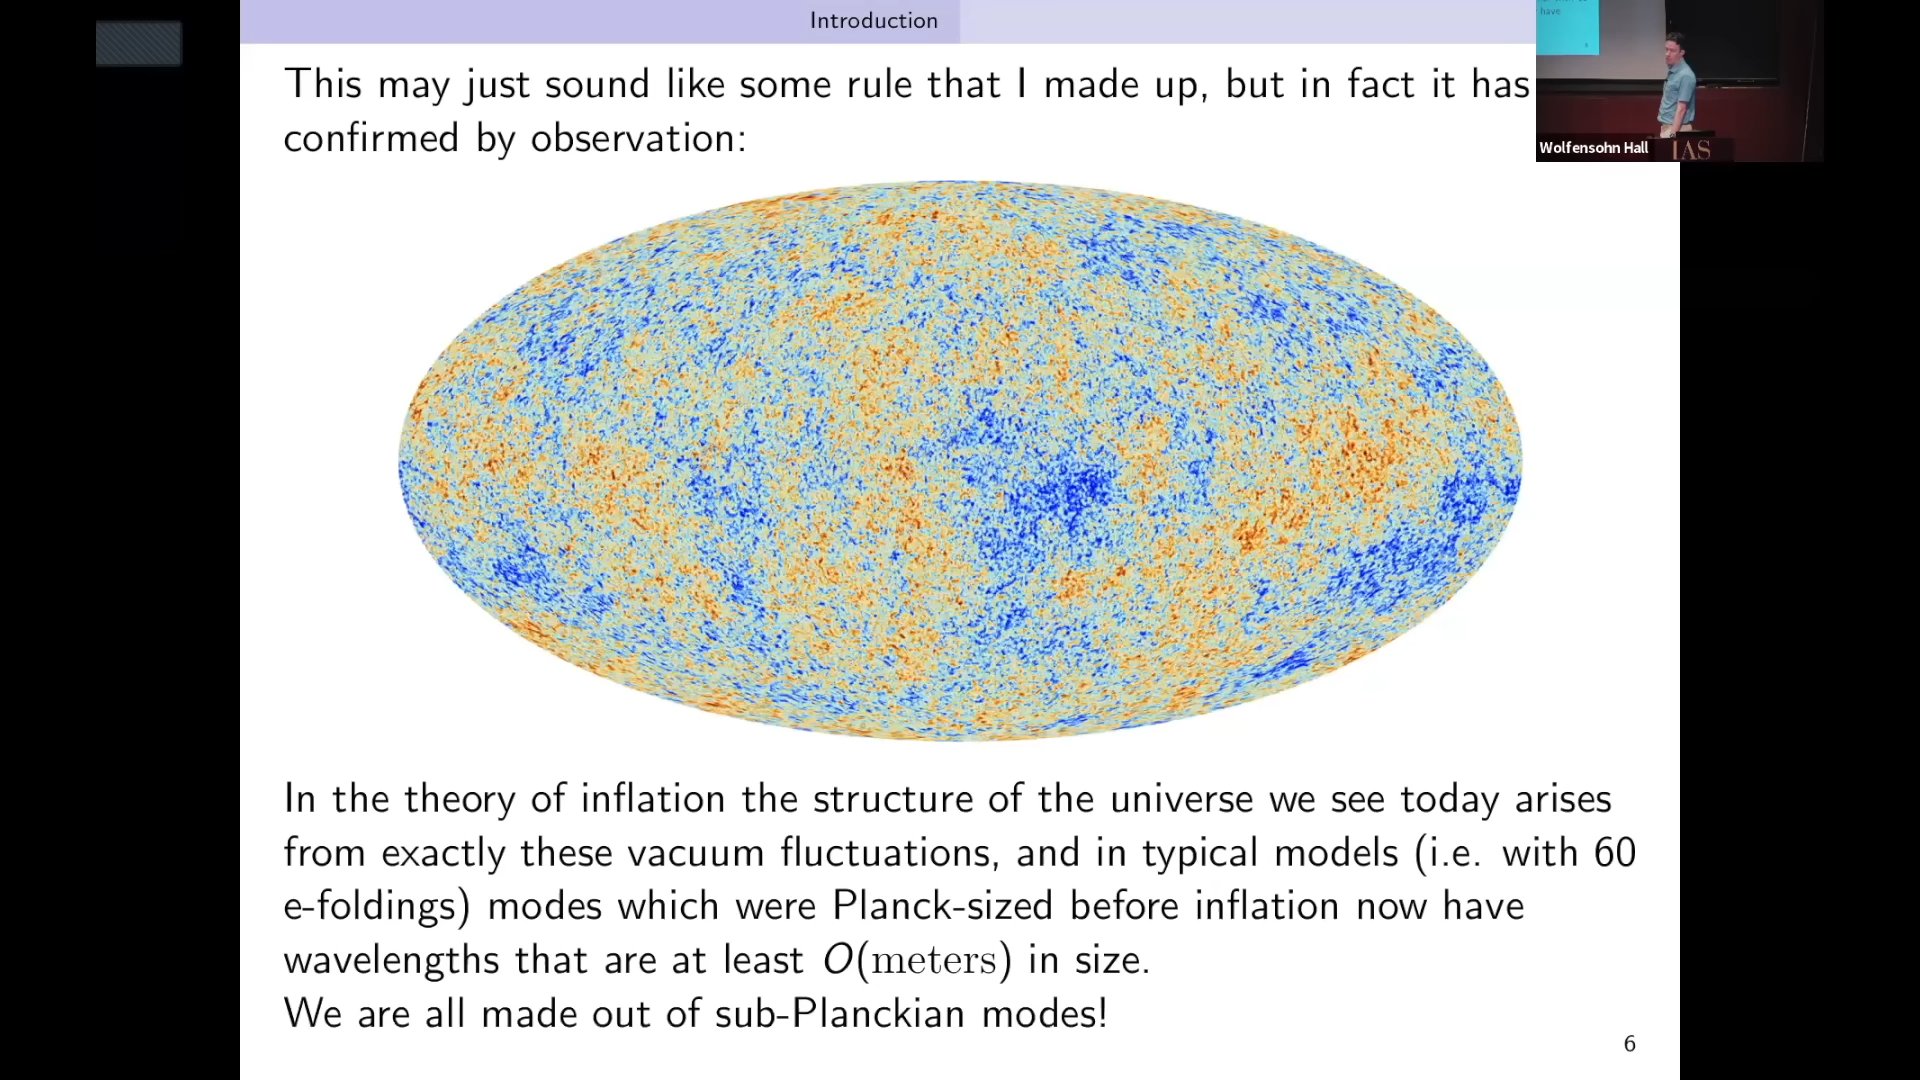 Introduction
This may just sound like some rule that I made up, but in fact it has
confirmed by observation:
have
Wolfensohn Hall
IAS
In the theory of inflation the structure of the universe we see today arises
from exactly these vacuum fluctuations, and in typical models (i.e. with 60
e-foldings) modes which were Planck-sized before inflation now have
wavelengths that are at least O(meters) in size.
We are all made out of sub-Planckian modes!
6